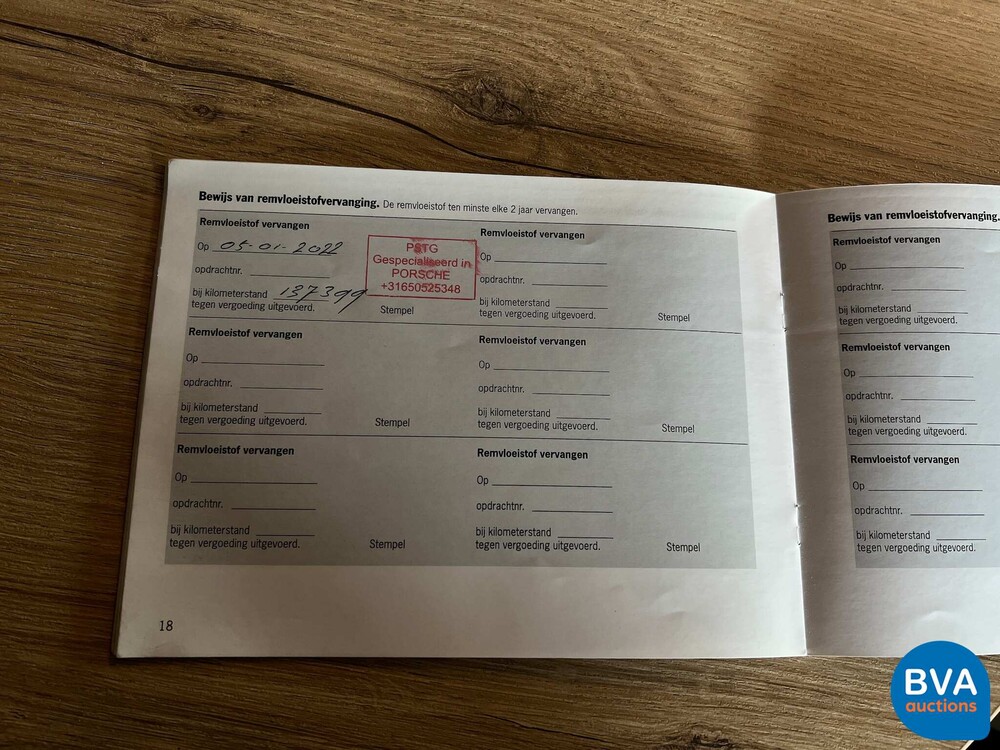 Bewijs van remvloeistofvervanging. De remvloeistof ten minste elke 2 jaar vervangen.
Remvloeistof vervangen
Op 05-01-2022
opdrachtnr.
bij kilometerstand 137399
tegen vergoeding uitgevoerd.
Stempel
PSTG
Gespecialiseerd in
PORSCHE
+31650525348
Remvloeistof vervangen
Op
opdrachtnr.
bij kilometerstand
tegen vergoeding uitgevoerd.
Stempel
Remvloeistof vervangen
Op
opdrachtnr.
bij kilometerstand
tegen vergoeding uitgevoerd.
Stempel
Remvloeistof vervangen
Op
opdrachtnr.
bij kilometerstand
tegen vergoeding uitgevoerd.
Stempel
Remvloeistof vervangen
Op
opdrachtnr.
bij kilometerstand
tegen vergoeding uitgevoerd.
Stempel
Remvloeistof vervangen
Op
opdrachtnr.
bij kilometerstand
tegen vergoeding uitgevoerd.
Stempel
18
Bewijs van remvloeistofvervanging.
Remvloeistof vervangen
Op
opdrachtnr.
bij kilometerstand
tegen vergoeding uitgevoerd.
Remvloeistof vervangen
Op
opdrachtnr.
bij kilometerstand
tegen vergoeding uitgevoerd.
Remvloeistof vervangen
Op
opdrachtnr.
bij kilometerstand
tegen vergoeding uitgevoerd.
BVA
auctions